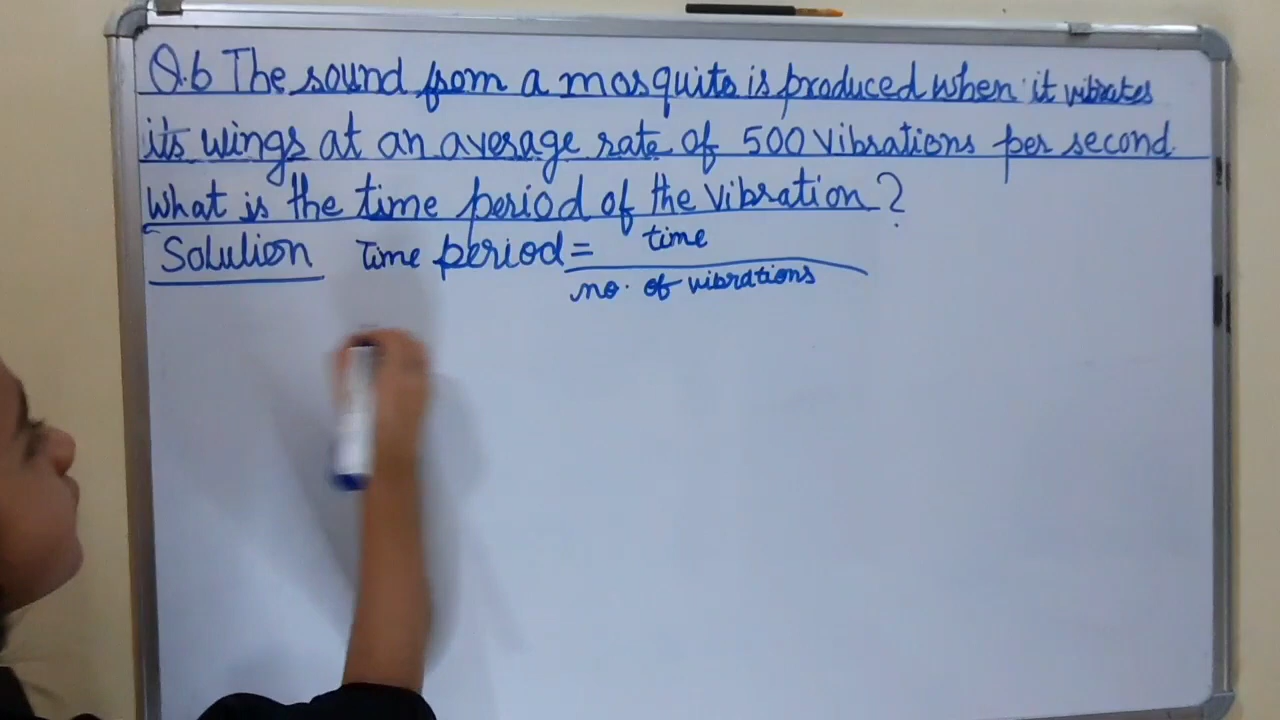 Q.6 The sound from a mosquito is produced when it vibrates
its wings at an average rate of 500 vibrations per second.
What is the time period of the vibration?
Solution Time period = time
no. of vibrations